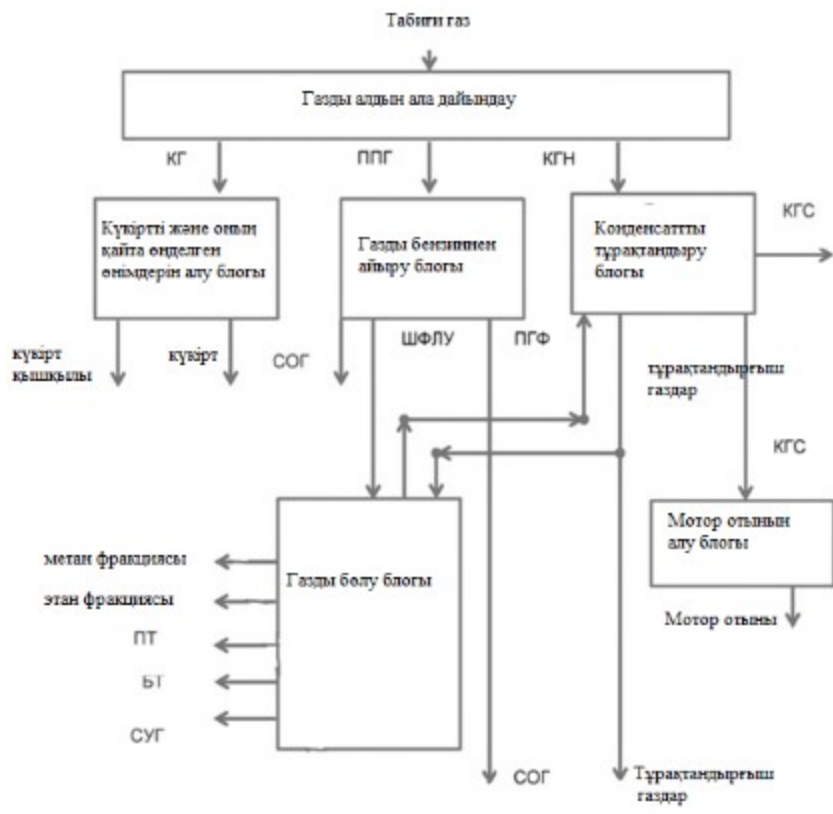 Табиғи газ
Газды алдын ала дайындау
КГ
ППГ
КГН
Күкіртті және оның
қайта өңделген
өнімдерін алу блогы
Газды бензиннен
айыру блогы
Конденсаттты
тұрақтандыру
блогы
КГС
күкірт
қышқылы
күкірт
СОГ
ШФЛУ
ПГФ
тұрақтандырғыш
газдар
КГС
Мотор отынын
алу блогы
Мотор отыны
Газды бөлу блогы
метан фракциясы
этан фракциясы
ПТ
БТ
СУГ
СОГ
Тұрақтандырғыш
газдар